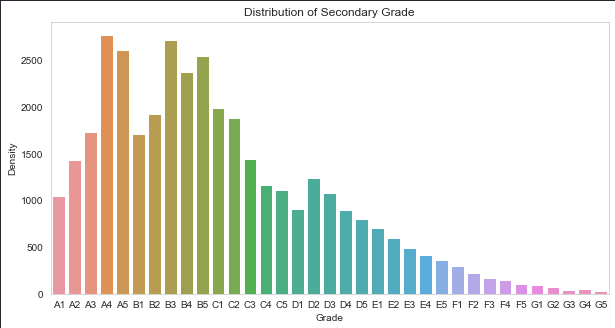 Distribution of Secondary Grade
2500
2000
1500
1000
500
0
Density
A1 A2 A3 A4 A5 B1 B2 B3 B4 B5 C1 C2 C3 C4 C5 D1 D2 D3 D4 D5 E1 E2 E3 E4 E5 F1 F2 F3 F4 F5 G1 G2 G3 G4 G5
Grade